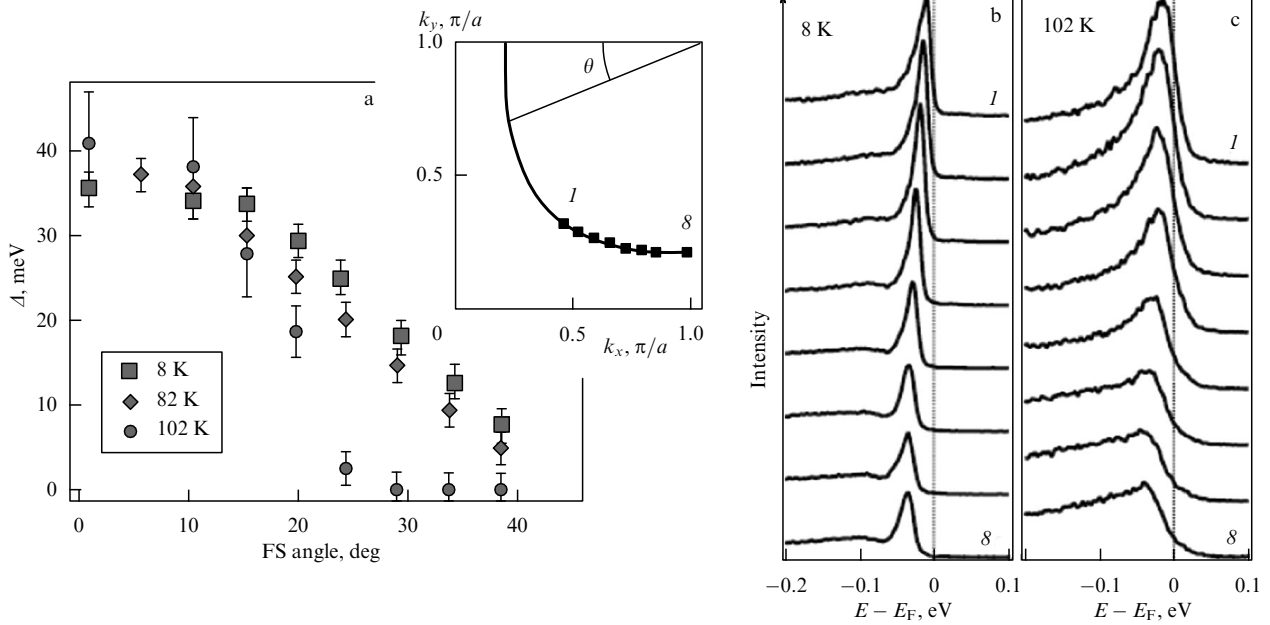 a
Δ, meV
40
30
20
10
0
0
10
20
30
40
FS angle, deg
8 K
82 K
102 K
k_y, π/a
1.0
0.5
0
0.5
1.0
k_x, π/a
θ
1
8
b
8 K
1
8
Intensity
−0.2
−0.1
0
0.1
E − E_F, eV
c
102 K
1
8
−0.1
0
0.1
E − E_F, eV